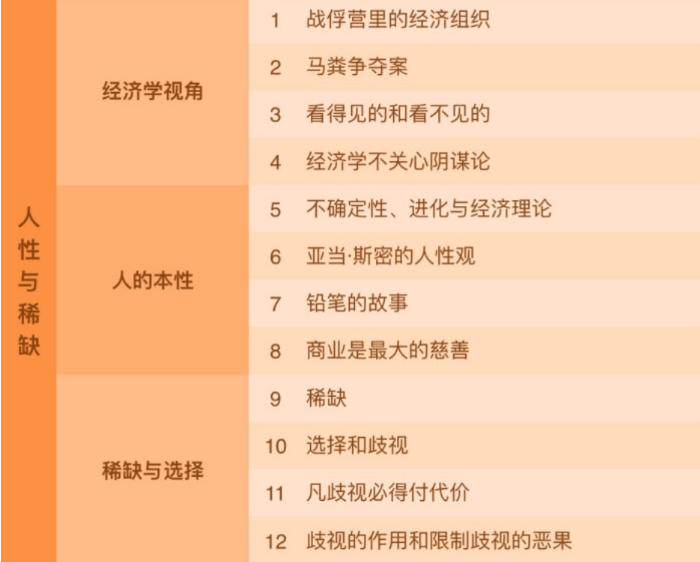 人性与稀缺
经济学视角
1 战俘营里的经济组织
2 马粪争夺案
3 看得见的和看不见的
4 经济学不关心阴谋论
人的本性
5 不确定性、进化与经济理论
6 亚当·斯密的人性观
7 铅笔的故事
8 商业是最大的慈善
稀缺与选择
9 稀缺
10 选择和歧视
11 凡歧视必得付代价
12 歧视的作用和限制歧视的恶果